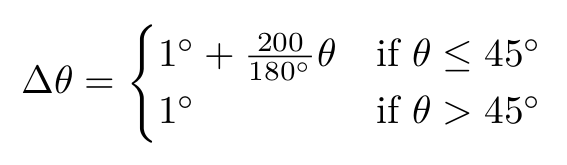 Δθ = { 1° + 200/180° θ if θ ≤ 45°
1° if θ > 45°